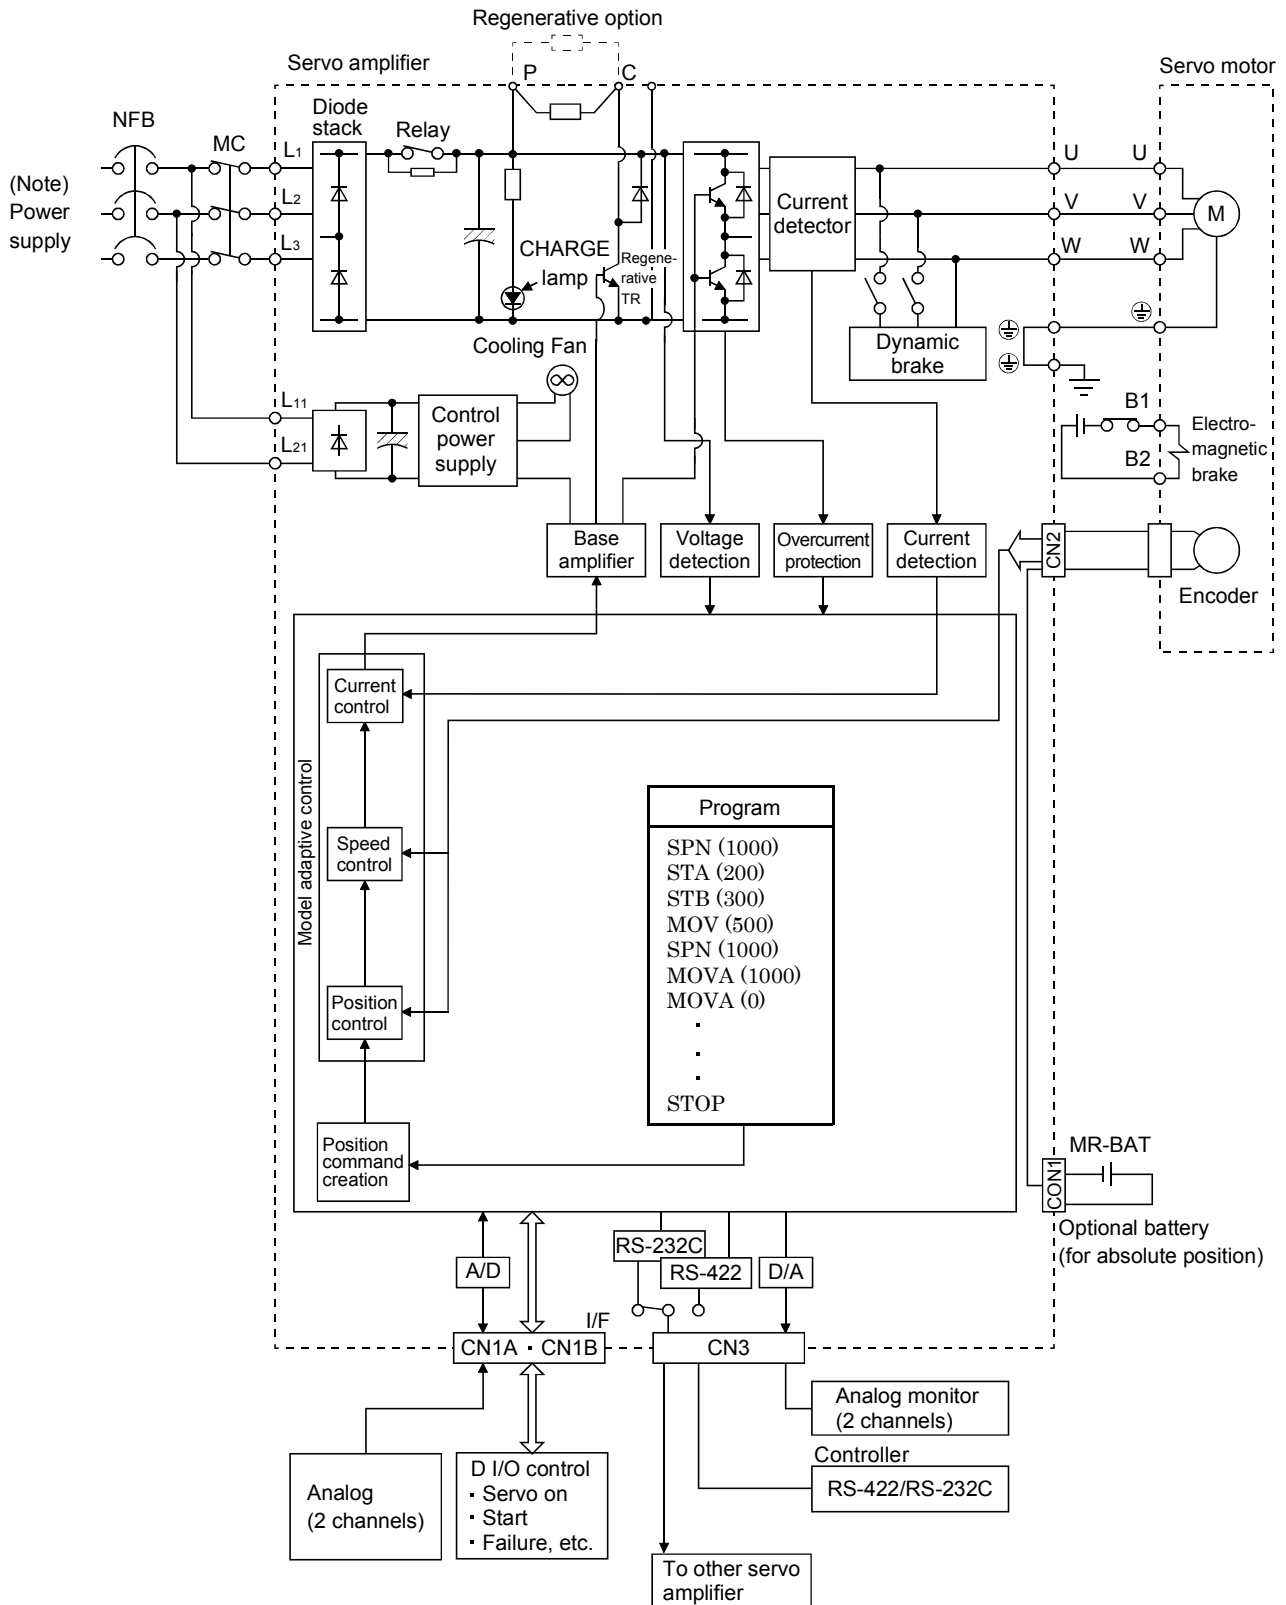 Regenerative option
Servo amplifier
P
C
Servo motor
NFB
MC
Diode
stack
Relay
L1
L2
L3
(Note)
Power
supply
CHARGE
lamp
Regene-
rative
TR
Current
detector
U
U
V
V
W
W
M
Dynamic
brake
Cooling Fan
L11
L21
Control
power
supply
B1
B2
Electro-
magnetic
brake
Base
amplifier
Voltage
detection
Overcurrent
protection
Current
detection
CN2
Encoder
Model adaptive control
Current
control
Speed
control
Position
control
Position
command
creation
Program
SPN (1000)
STA (200)
STB (300)
MOV (500)
SPN (1000)
MOVA (1000)
MOVA (0)
.
.
.
STOP
MR-BAT
CON1
Optional battery
(for absolute position)
A/D
RS-232C
RS-422
D/A
I/F
CN1A · CN1B
CN3
Analog monitor
(2 channels)
Controller
RS-422/RS-232C
Analog
(2 channels)
D I/O control
· Servo on
· Start
· Failure, etc.
To other servo
amplifier